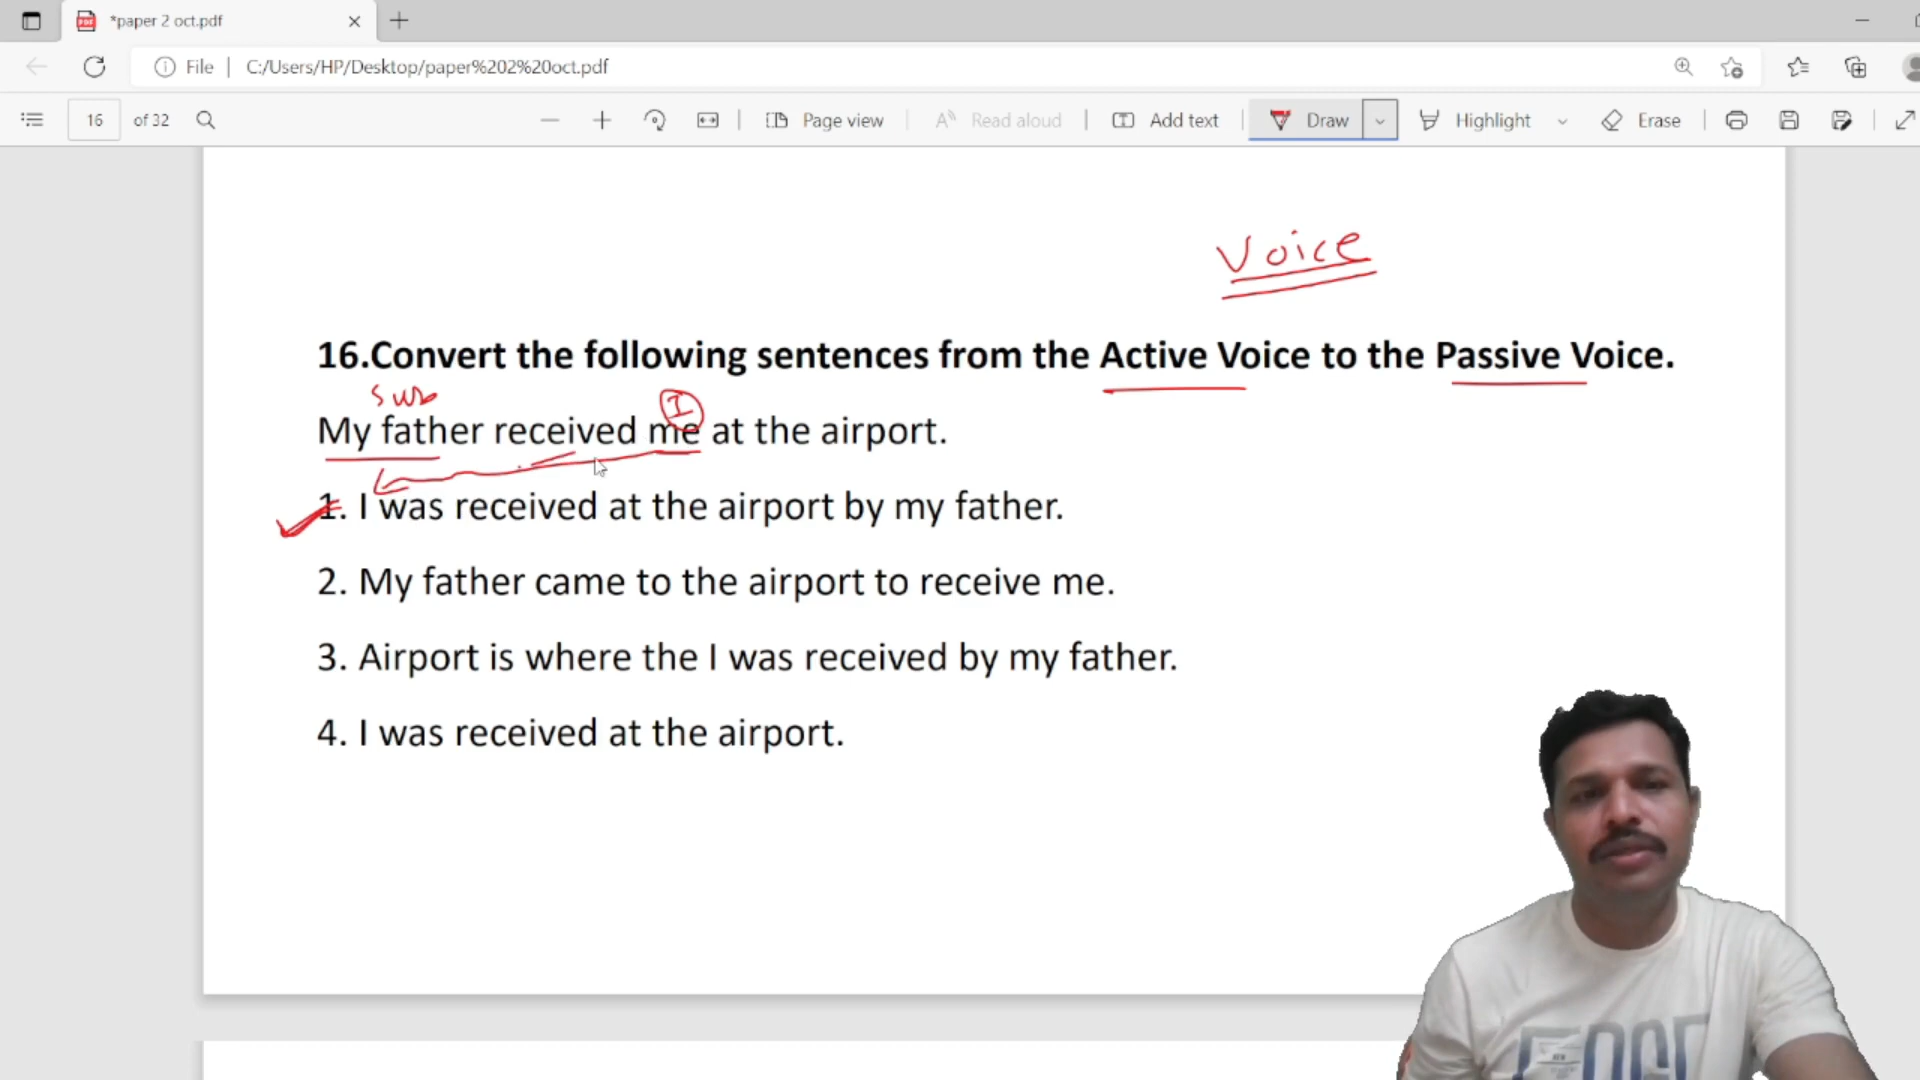 *paper 2 oct.pdf
File | C:/Users/HP/Desktop/paper%202%20oct.pdf
16 of 32 Page view Read aloud Add text Draw Highlight Erase
Voice
16.Convert the following sentences from the Active Voice to the Passive Voice.
Sub I
My father received me at the airport.
1. I was received at the airport by my father.
2. My father came to the airport to receive me.
3. Airport is where the I was received by my father.
4. I was received at the airport.